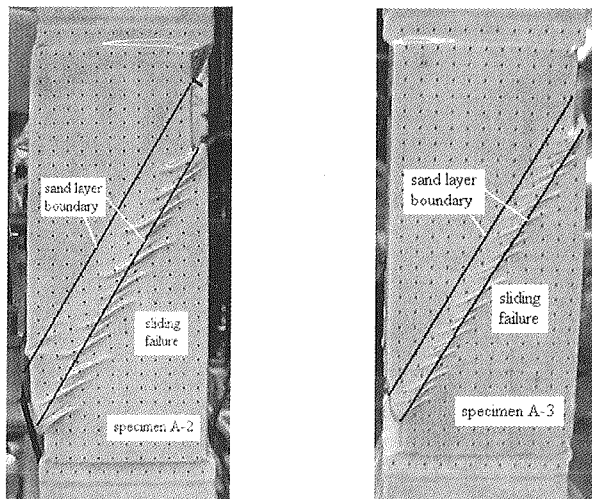 sand layer
boundary
sliding
failure
specimen A-2
sand layer
boundary
sliding
failure
specimen A-3